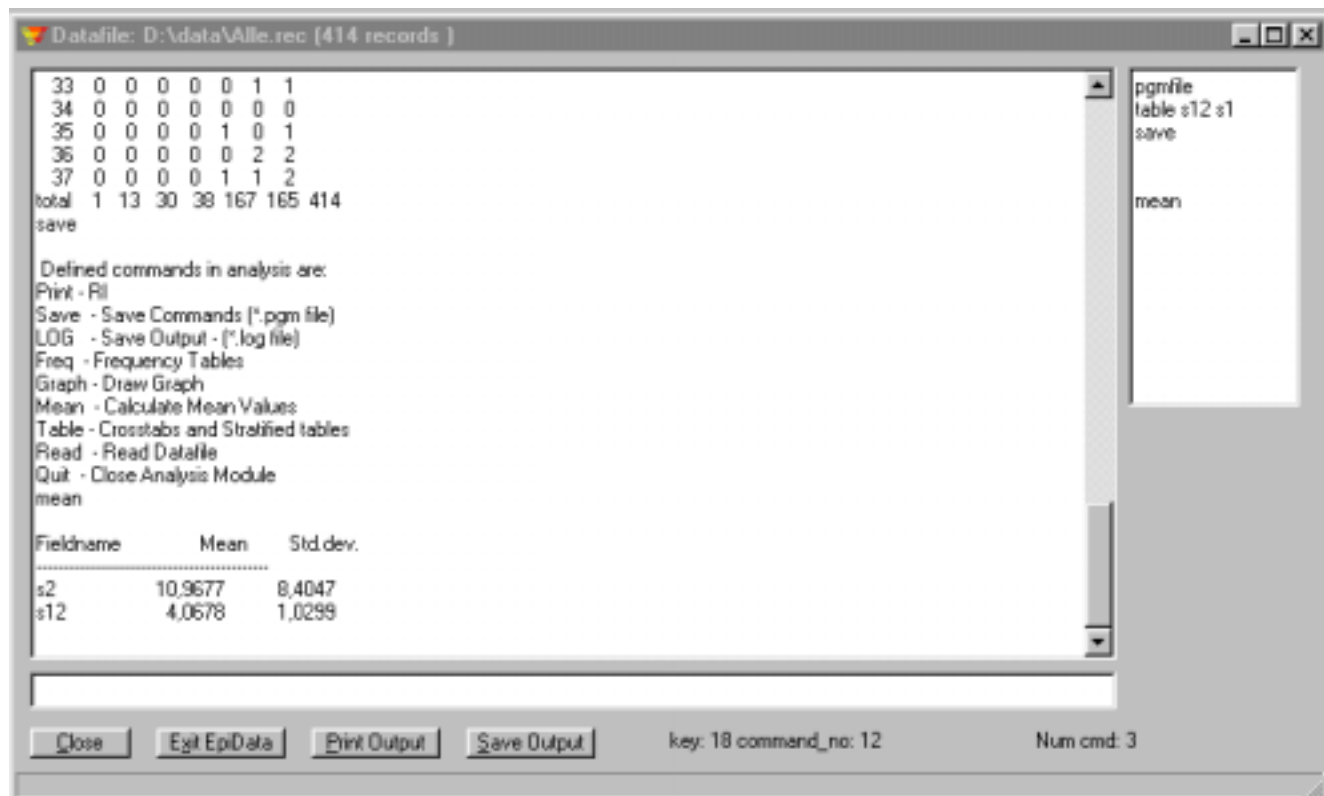 Datafile: D:\data\Alle.rec (414 records )
33 0 0 0 0 0 1 1
34 0 0 0 0 0 0 0
35 0 0 0 0 1 0 1
36 0 0 0 0 0 2 2
37 0 0 0 0 1 1 2
total 1 13 30 38 167 165 414
save
Defined commands in analysis are:
Print - RI
Save - Save Commands (*.pgm file)
LOG - Save Output - (*.log file)
Freq - Frequency Tables
Graph - Draw Graph
Mean - Calculate Mean Values
Table - Crosstabs and Stratified tables
Read - Read Datafile
Quit - Close Analysis Module
mean
Fieldname Mean Std.dev.
----------------------------------------
s2 10,9677 8,4047
s12 4,0678 1,0299
pgmfile
table s12 s1
save
mean
Close Exit EpiData Print Output Save Output key: 18 command_no: 12 Num cmd: 3